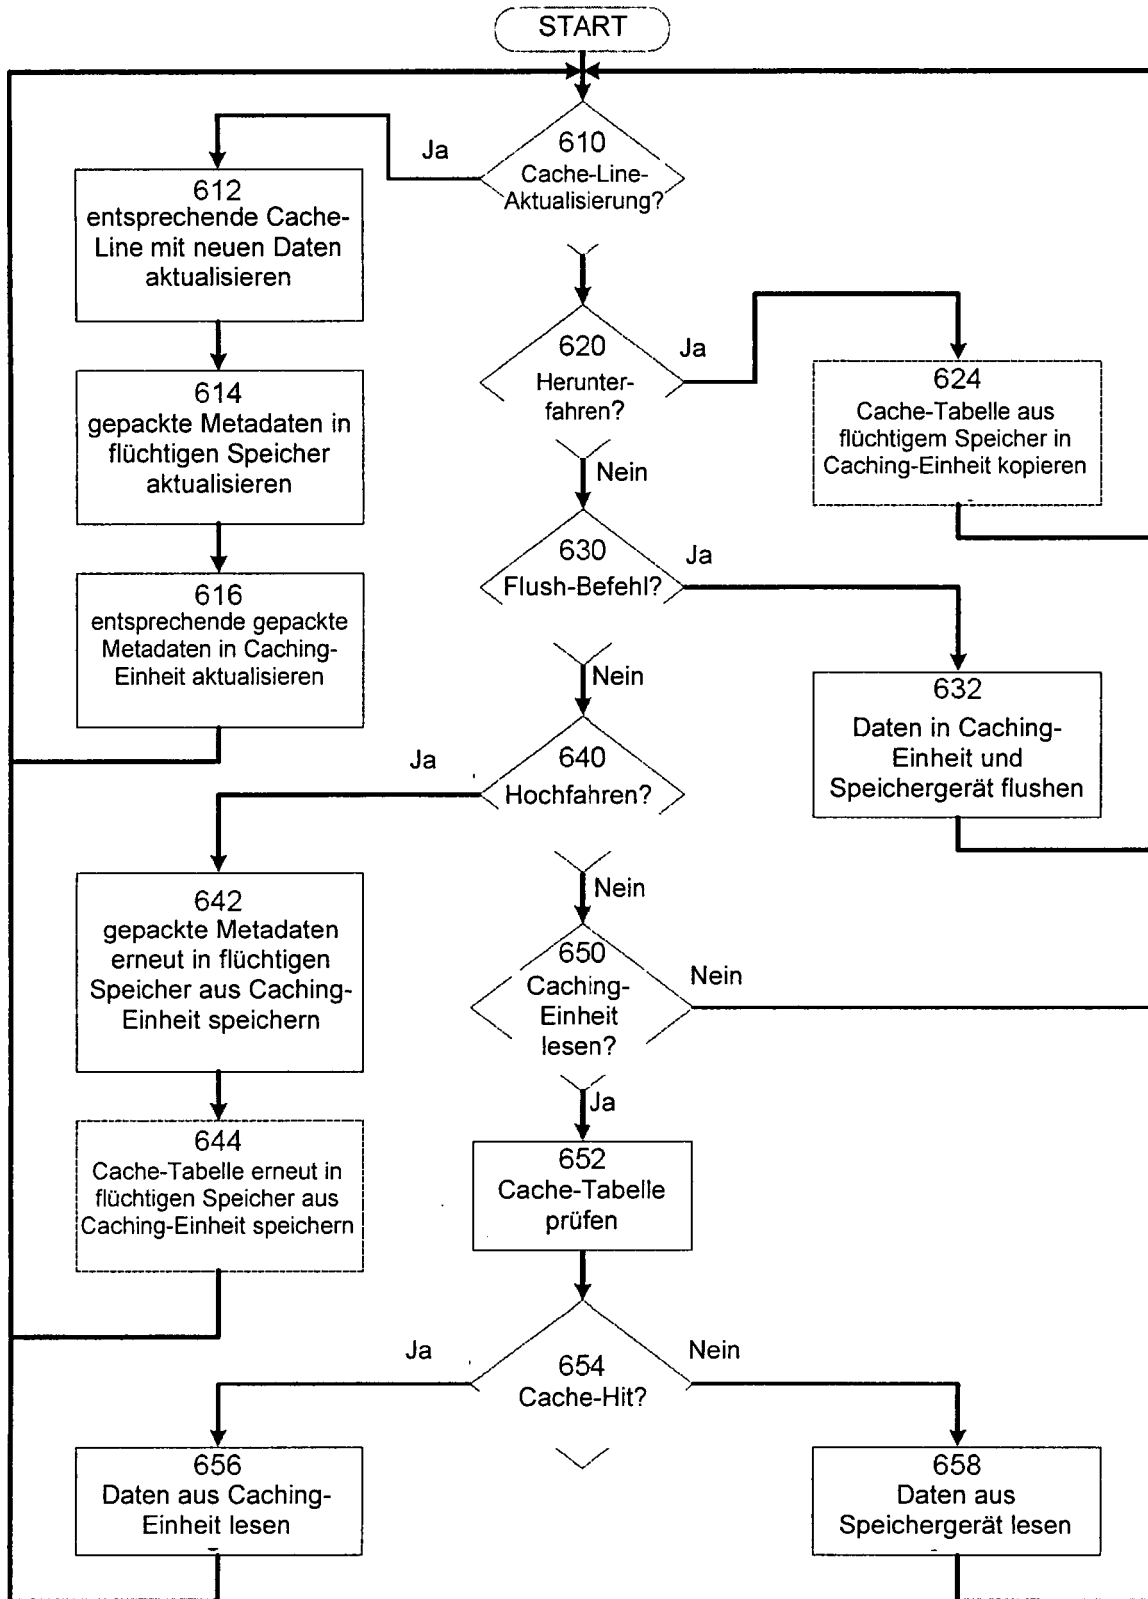 START
610
Cache-Line-
Aktualisierung?
Ja
612
entsprechende Cache-
Line mit neuen Daten
aktualisieren
620
Herunter-
fahren?
Ja
624
Cache-Tabelle aus
flüchtigem Speicher in
Caching-Einheit kopieren
614
gepackte Metadaten in
flüchtigen Speicher
aktualisieren
Nein
630
Flush-Befehl?
Ja
616
entsprechende gepackte
Metadaten in Caching-
Einheit aktualisieren
Nein
632
Daten in Caching-
Einheit und
Speichergerät flushen
640
Hochfahren?
Ja
642
gepackte Metadaten
erneut in flüchtigen
Speicher aus Caching-
Einheit speichern
Nein
650
Caching-
Einheit
lesen?
Nein
Ja
644
Cache-Tabelle erneut in
flüchtigen Speicher aus
Caching-Einheit speichern
652
Cache-Tabelle
prüfen
654
Cache-Hit?
Ja
Nein
656
Daten aus Caching-
Einheit lesen
658
Daten aus
Speichergerät lesen